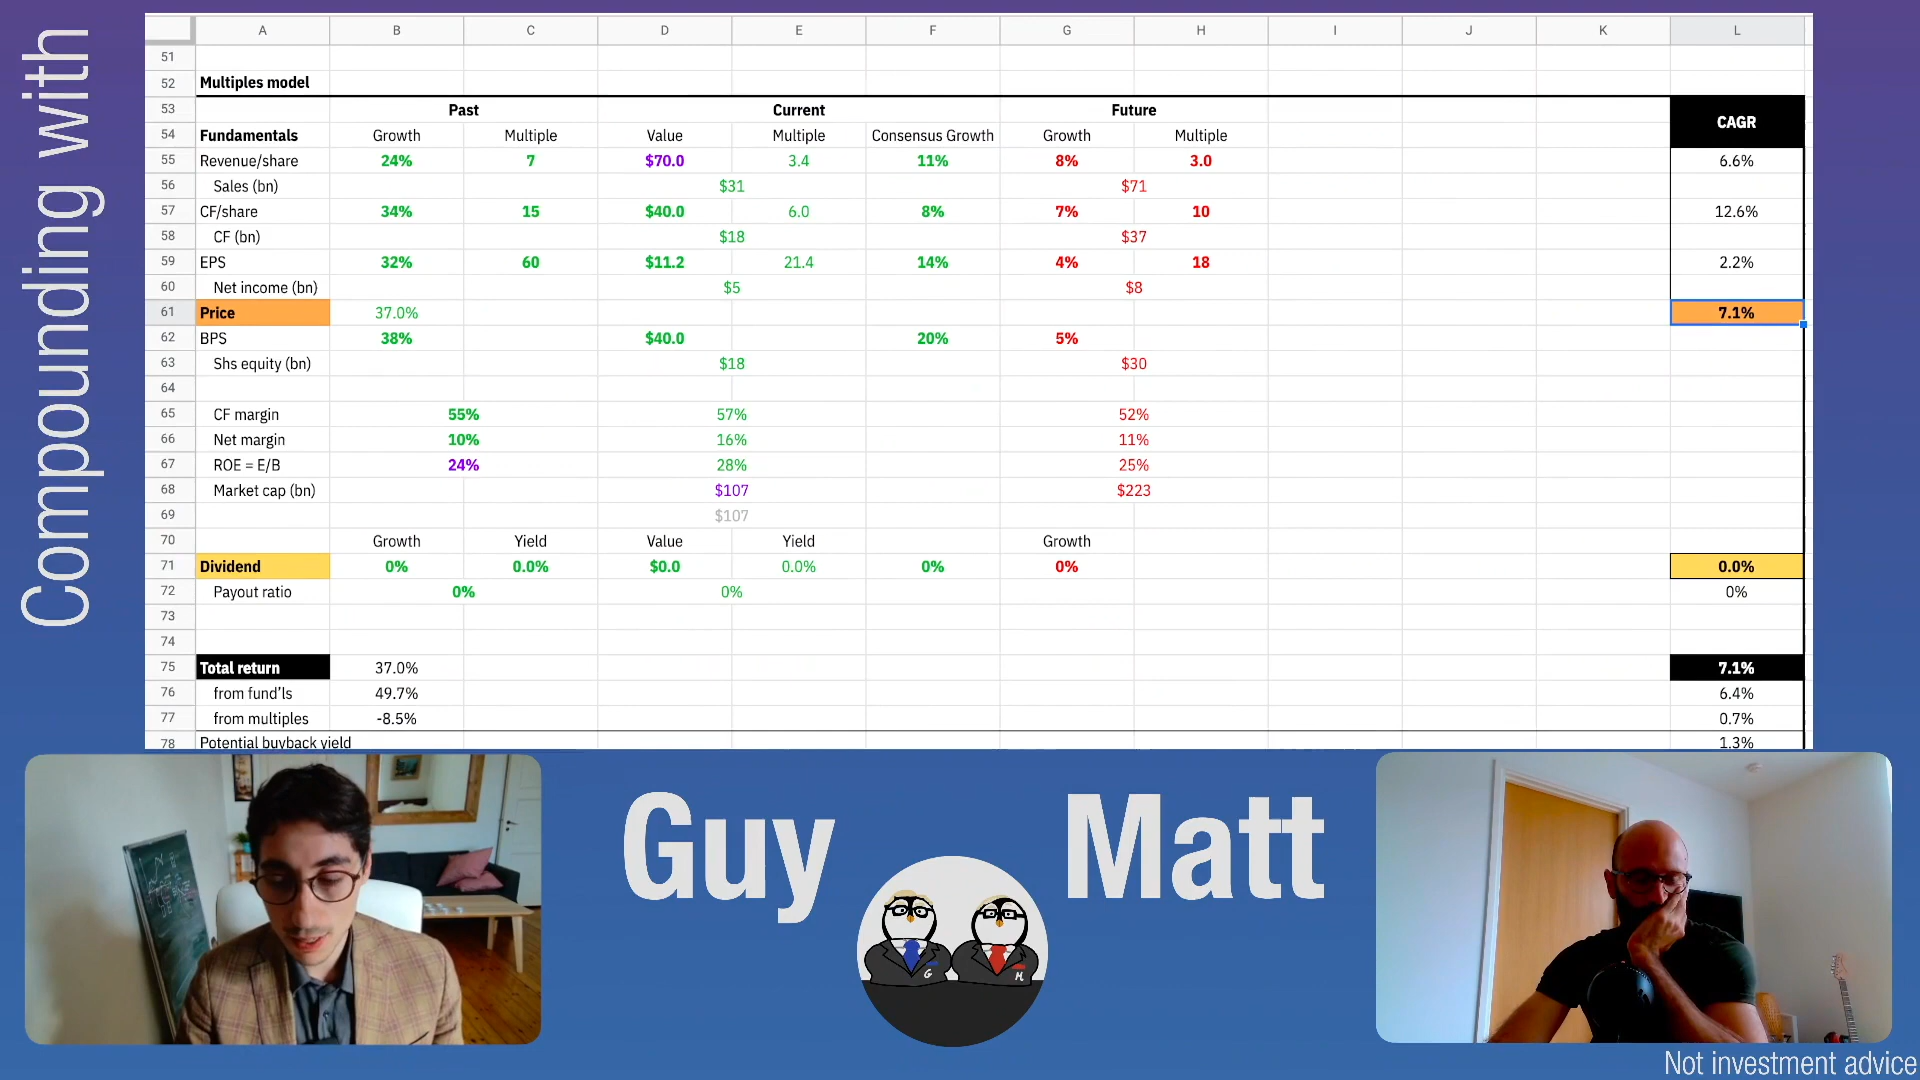 Compounding with
A B C D E F G H I J K L
51
52 Multiples model
53 Past Current Future CAGR
54 Fundamentals Growth Multiple Value Multiple Consensus Growth Growth Multiple
55 Revenue/share 24% 7 $70.0 3.4 11% 8% 3.0 6.6%
56 Sales (bn) $31 $71
57 CF/share 34% 15 $40.0 6.0 8% 7% 10 12.6%
58 CF (bn) $18 $37
59 EPS 32% 60 $11.2 21.4 14% 4% 18 2.2%
60 Net income (bn) $5 $8
61 Price 37.0% 7.1%
62 BPS 38% $40.0 20% 5%
63 Shs equity (bn) $18 $30
64
65 CF margin 55% 57% 52%
66 Net margin 10% 16% 11%
67 ROE = E/B 24% 28% 25%
68 Market cap (bn) $107 $223
69 $107
70 Growth Yield Value Yield Growth
71 Dividend 0% 0.0% $0.0 0.0% 0% 0% 0.0%
72 Payout ratio 0% 0% 0%
73
74
75 Total return 37.0% 7.1%
76 from fund'ls 49.7% 6.4%
77 from multiples -8.5% 0.7%
78 Potential buyback yield 1.3%
Guy Matt
G M
Not investment advice